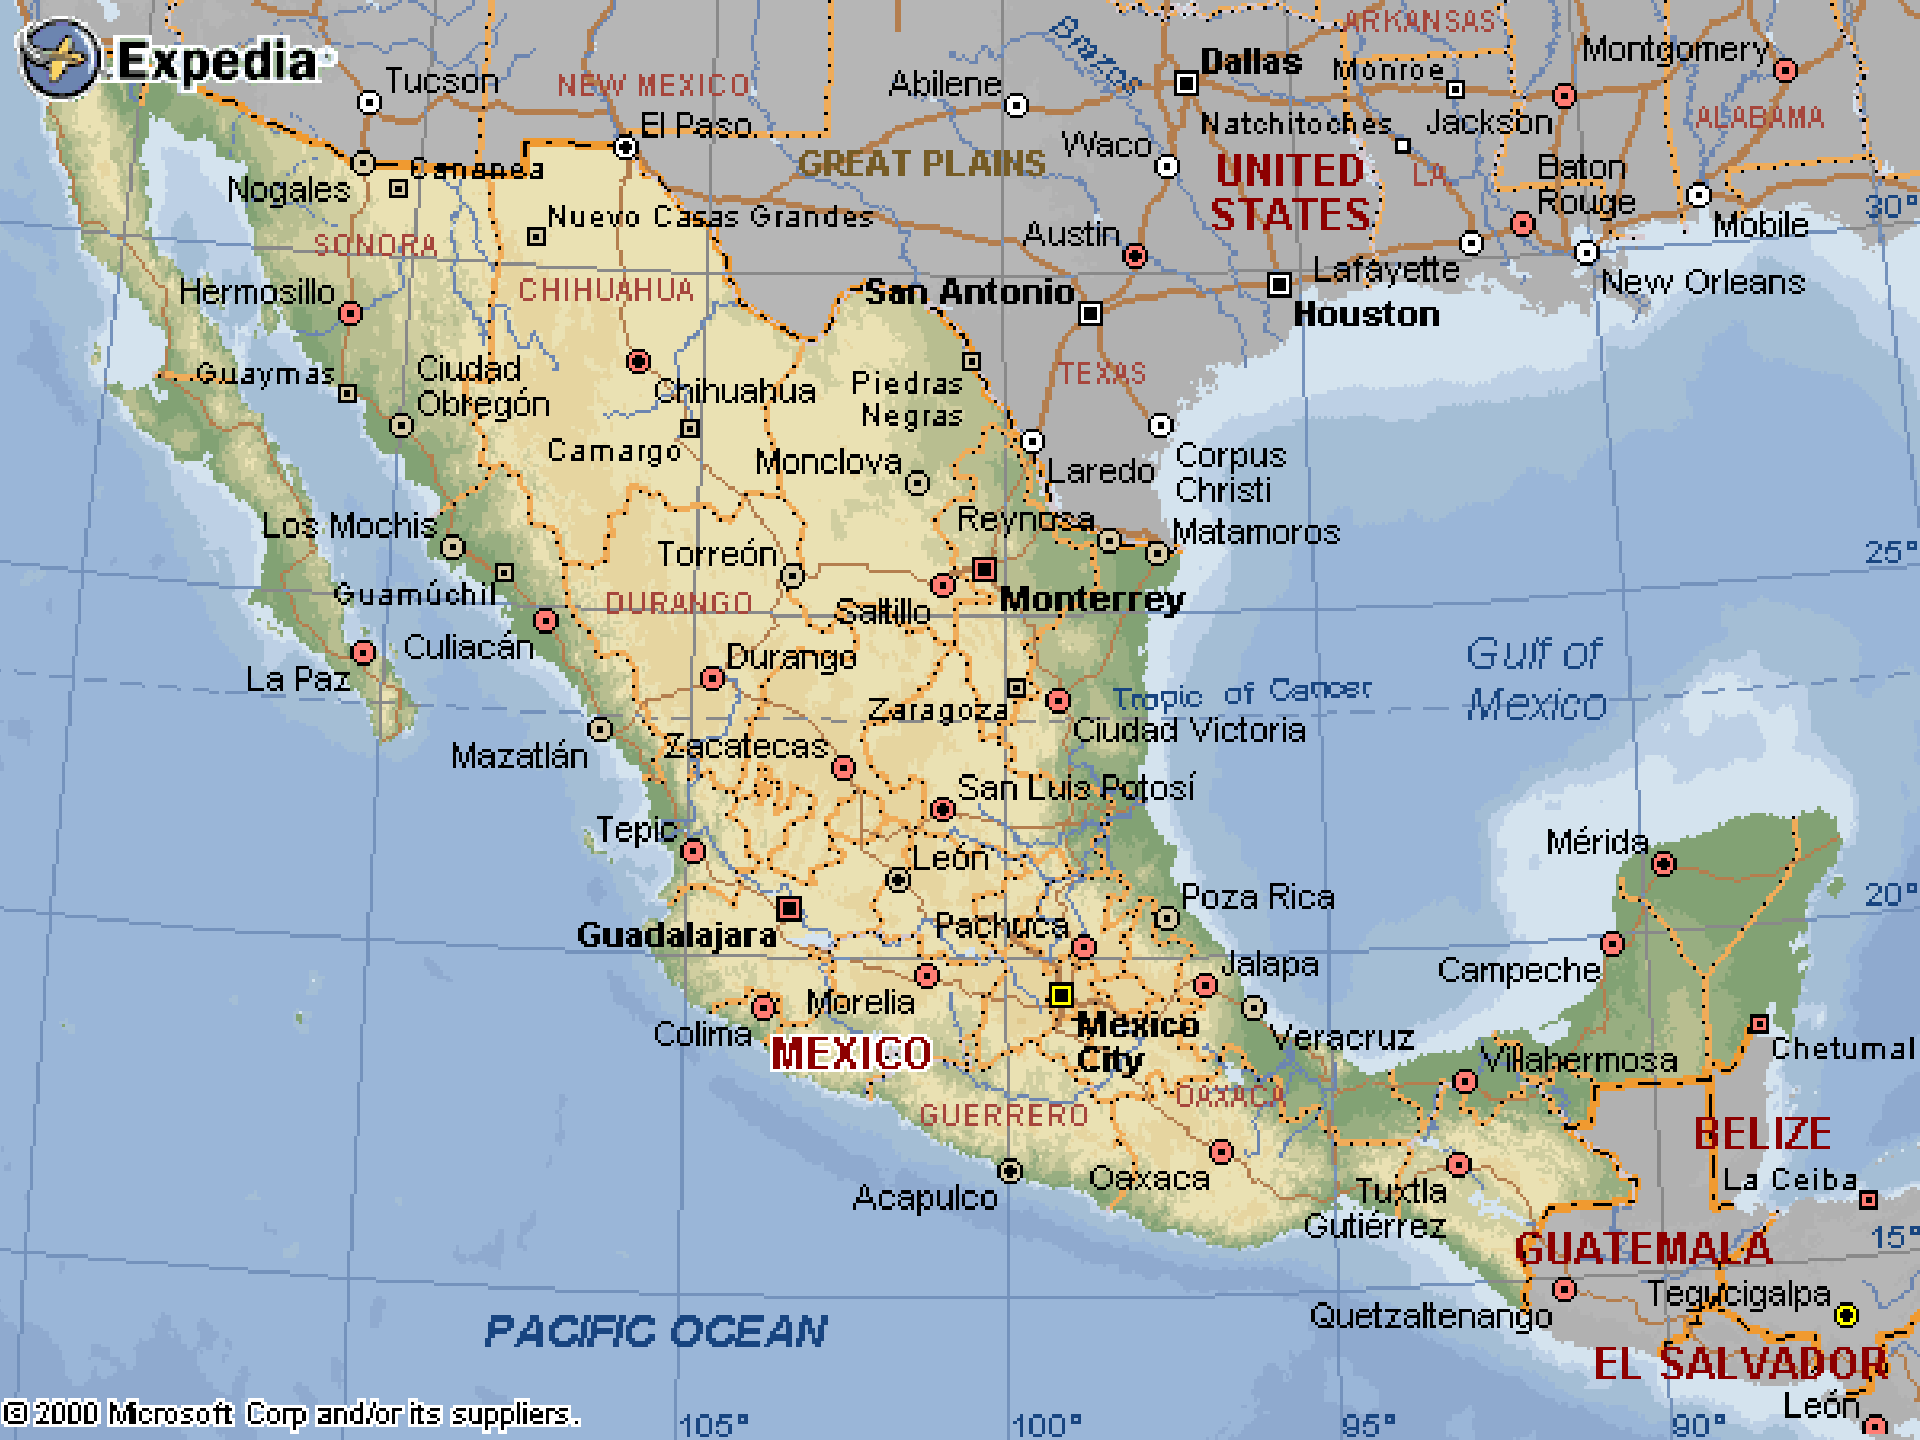 Expedia
ARKANSAS
Montgomery
Tucson
NEW MEXICO
Abilene
Brazos
Dallas
Monroe
El Paso
Natchitoches
Jackson
ALABAMA
GREAT PLAINS
Waco
UNITED
STATES
LA
Baton
Rouge
Cananea
Nogales
Nuevo Casas Grandes
30°
Mobile
SONORA
Austin
Lafayette
New Orleans
Hermosillo
CHIHUAHUA
San Antonio
Houston
Guaymas
Ciudad
Obregón
Chihuahua
Piedras
Negras
TEXAS
Camargo
Monclova
Laredo
Corpus
Christi
Los Mochis
Reynosa
Matamoros
25°
Torreón
Guamúchil
DURANGO
Saltillo
Monterrey
Culiacán
La Paz
Durango
Gulf of
Mexico
Tropic of Cancer
Zaragoza
Ciudad Victoria
Mazatlán
Zacatecas
San Luis Potosí
Tepic
León
Mérida
Poza Rica
20°
Guadalajara
Pachuca
Jalapa
Campeche
Colima
Morelia
Mexico
City
Veracruz
Chetumal
MEXICO
Villahermosa
GUERRERO
OAXACA
BELIZE
Acapulco
Oaxaca
Tuxtla
Gutiérrez
La Ceiba
15°
GUATEMALA
Quetzaltenango
Tegucigalpa
PACIFIC OCEAN
EL SALVADOR
León
© 2000 Microsoft Corp and/or its suppliers.
105°
100°
95°
90°